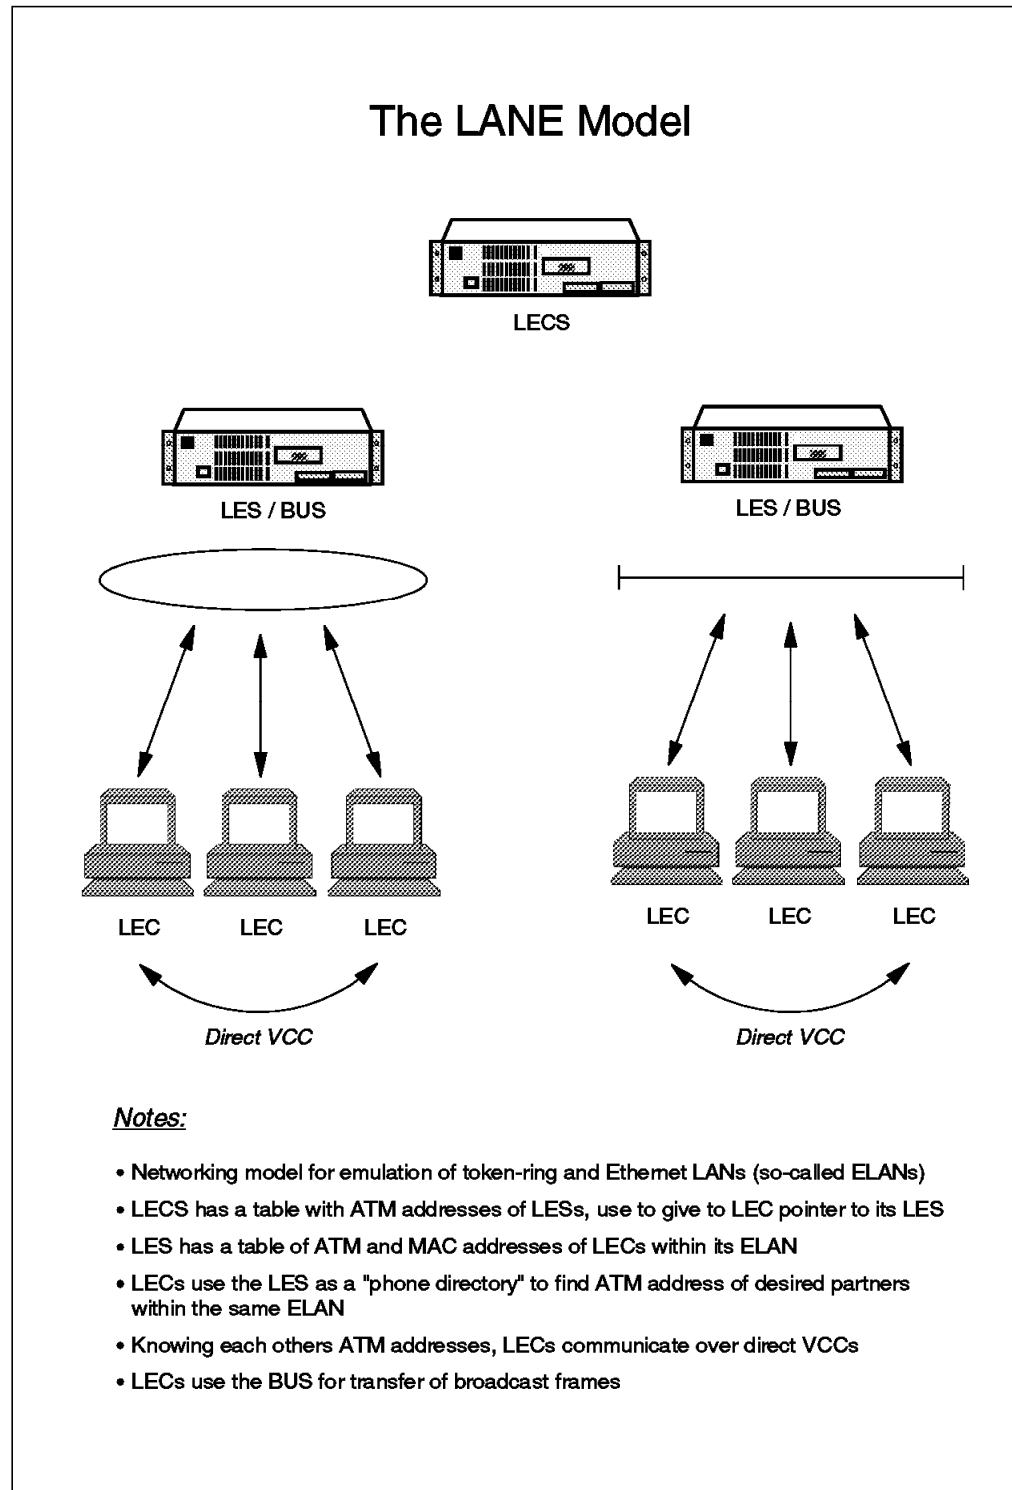 The LANE Model
LECS
LES / BUS
LES / BUS
LEC
LEC
LEC
LEC
LEC
LEC
Direct VCC
Direct VCC
Notes:
• Networking model for emulation of token-ring and Ethernet LANs (so-called ELANs)
• LECS has a table with ATM addresses of LESs, use to give to LEC pointer to its LES
• LES has a table of ATM and MAC addresses of LECs within its ELAN
• LECs use the LES as a "phone directory" to find ATM address of desired partners
within the same ELAN
• Knowing each others ATM addresses, LECs communicate over direct VCCs
• LECs use the BUS for transfer of broadcast frames